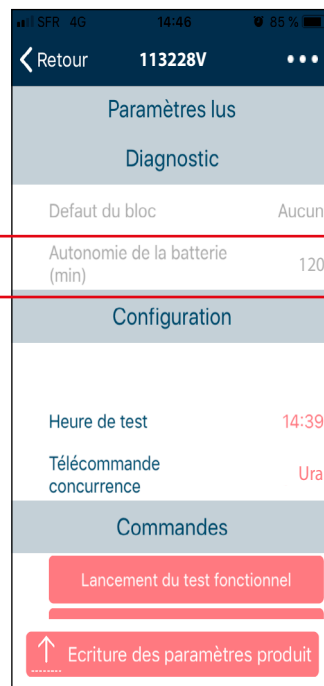 SFR 4G 14:46 85 %
Retour 113228V
Paramètres lus
Diagnostic
Defaut du bloc Aucun
Autonomie de la batterie
(min) 120
Configuration
Heure de test 14:39
Télécommande
concurrence Ura
Commandes
Lancement du test fonctionnel
Ecriture des paramètres produit